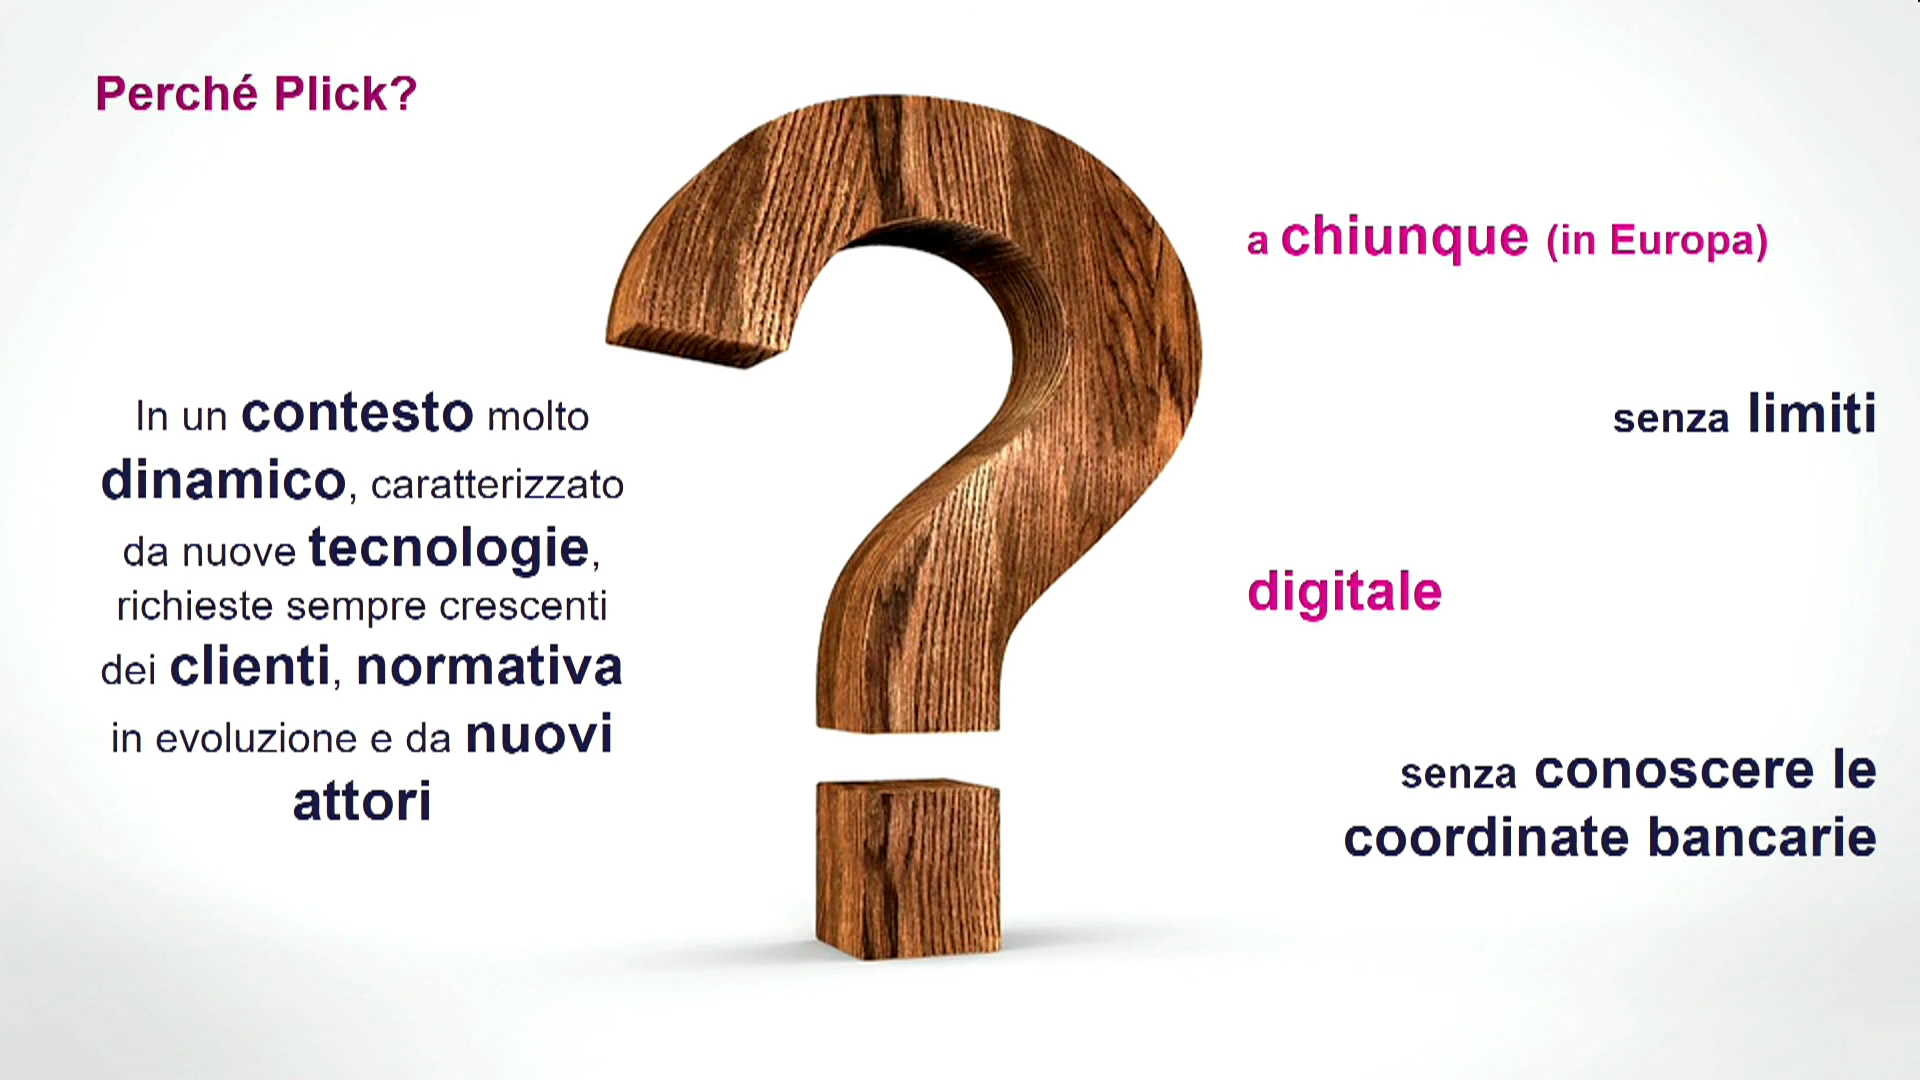 Perché Plick?
In un contesto molto
dinamico, caratterizzato
da nuove tecnologie,
richieste sempre crescenti
dei clienti, normativa
in evoluzione e da nuovi
attori
a chiunque (in Europa)
senza limiti
digitale
senza conoscere le
coordinate bancarie